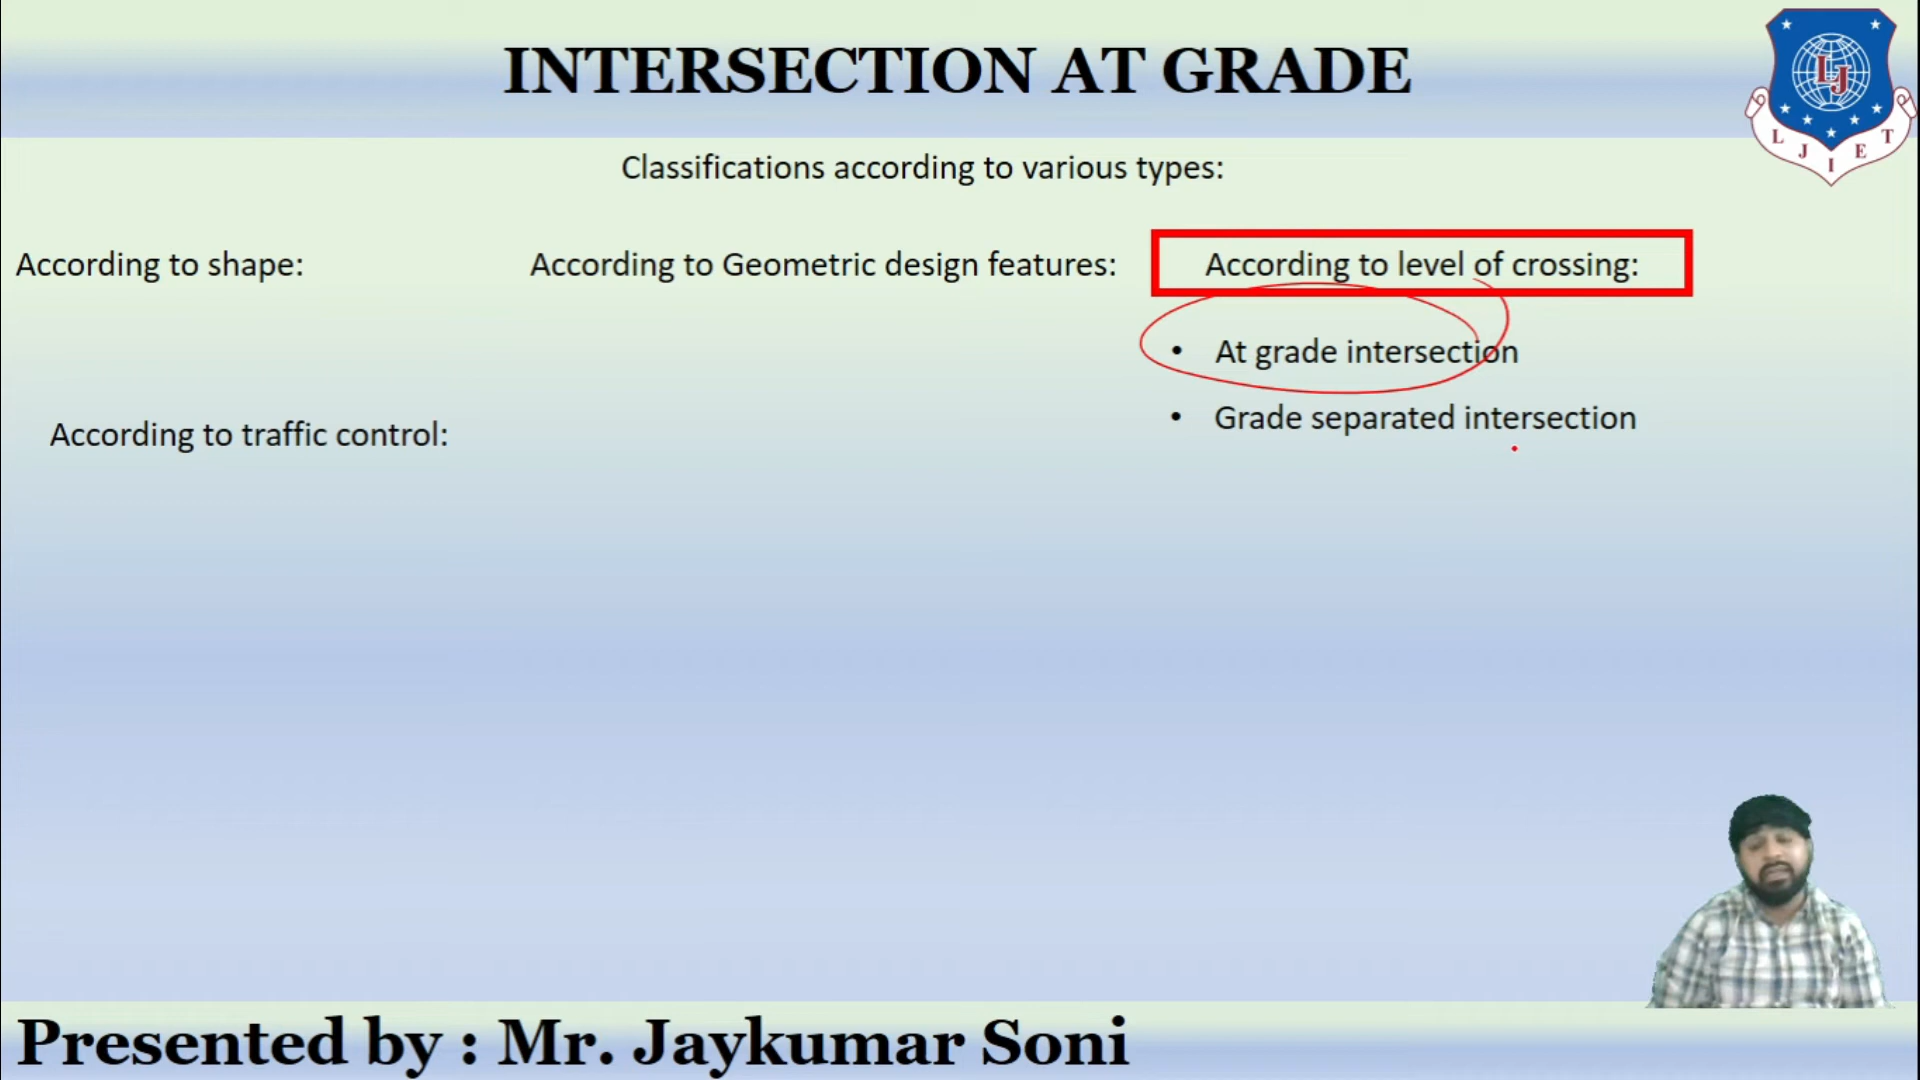 INTERSECTION AT GRADE
LJ
L J I E T
Classifications according to various types:
According to shape:
According to Geometric design features:
According to level of crossing:
• At grade intersection
• Grade separated intersection
According to traffic control:
Presented by : Mr. Jaykumar Soni